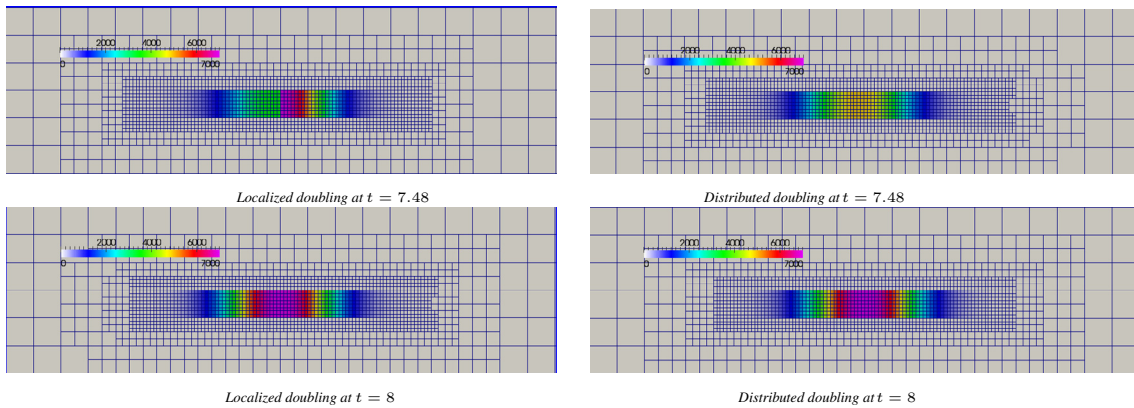 2000 4000 6000
0 7000
2000 4000 6000
0 7000
Localized doubling at t = 7.48
Distributed doubling at t = 7.48
2000 4000 6000
0 7000
2000 4000 6000
0 7000
Localized doubling at t = 8
Distributed doubling at t = 8